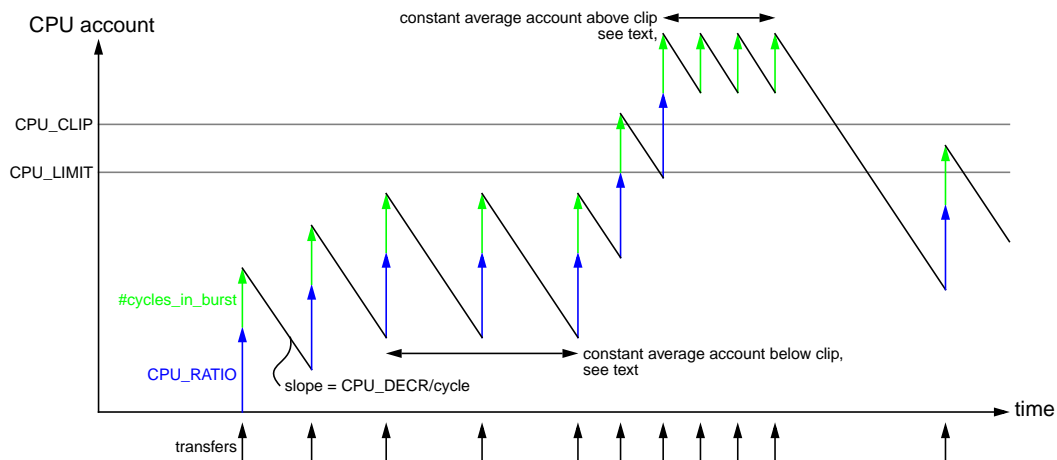 constant average account above clip
see text,
CPU account
CPU_CLIP
CPU_LIMIT
#cycles_in_burst
CPU_RATIO
slope = CPU_DECR/cycle
constant average account below clip,
see text
time
transfers